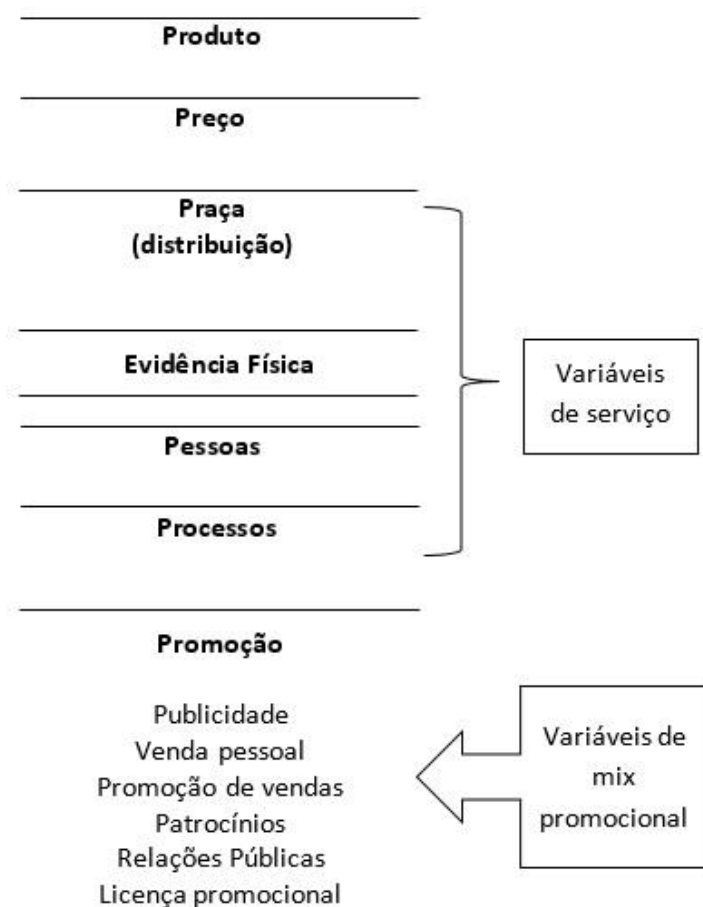 Produto
Preço
Praça
(distribuição)
Evidência Física
Variáveis
de serviço
Pessoas
Processos
Promoção
Publicidade
Venda pessoal
Promoção de vendas
Patrocínios
Relações Públicas
Licença promocional
Variáveis de
mix
promocional